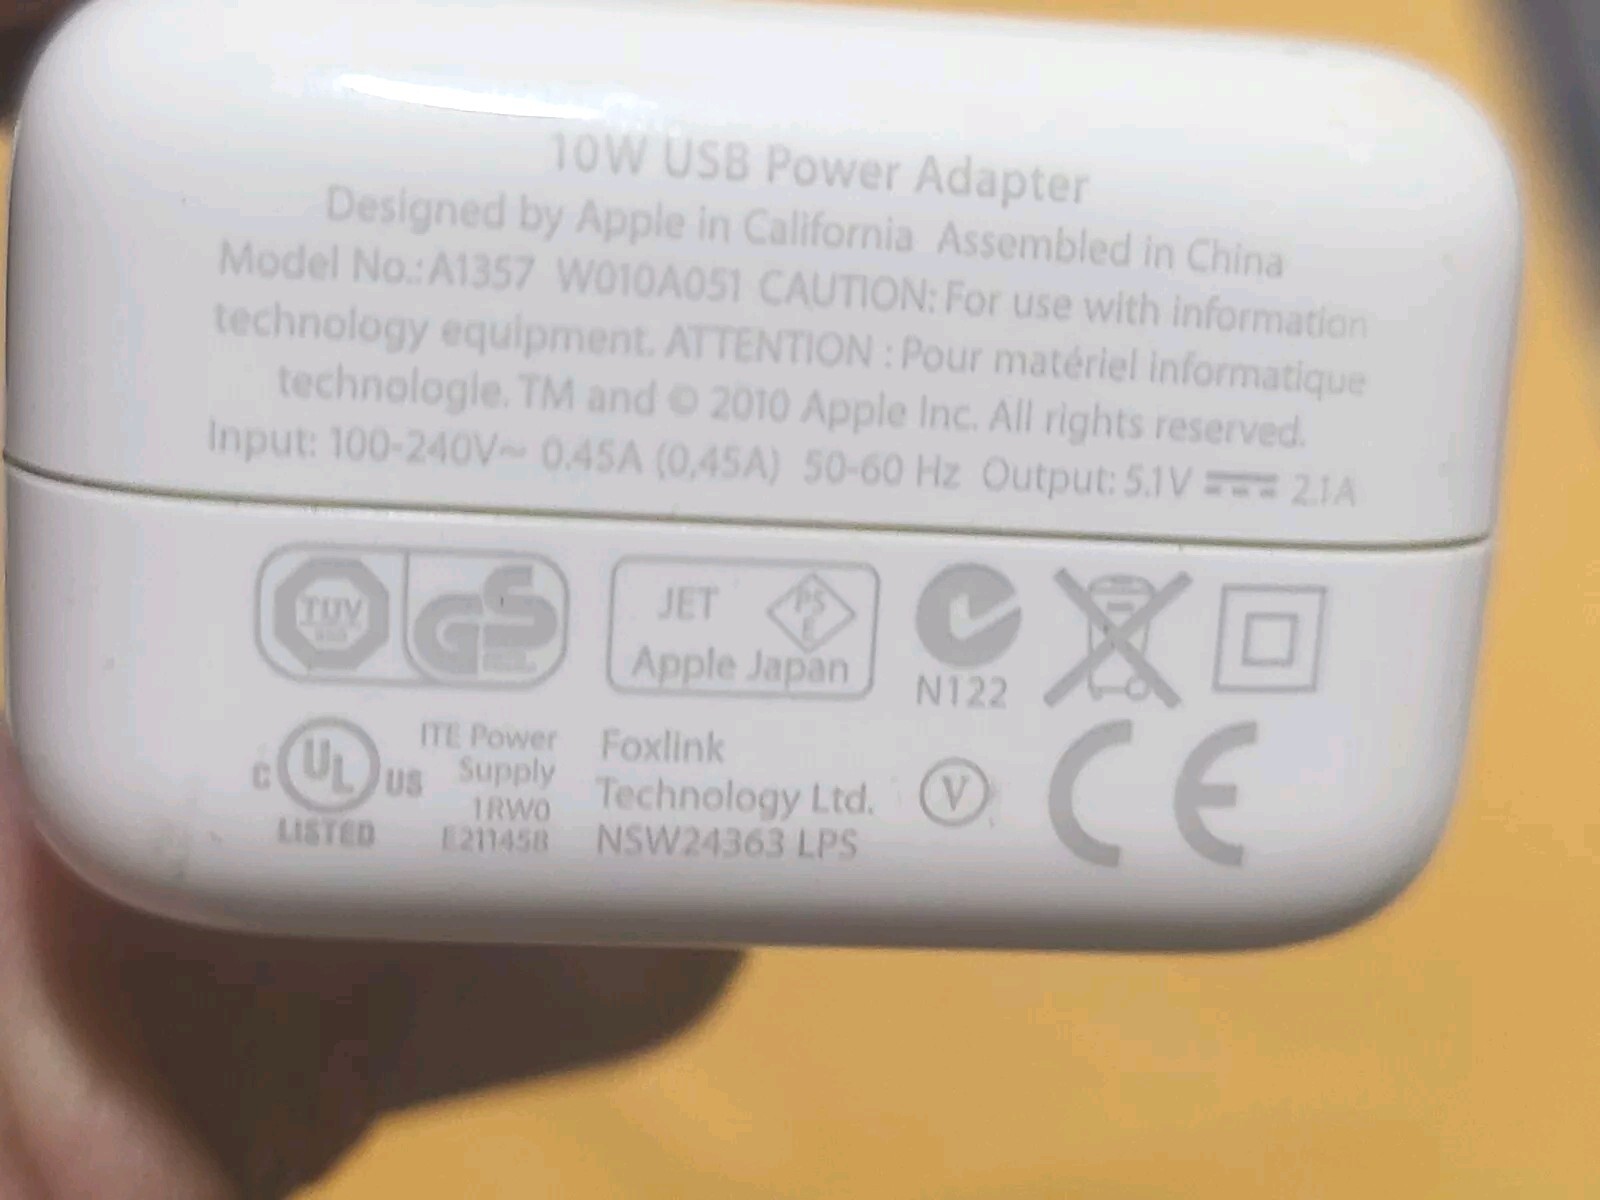 10W USB Power Adapter
Designed by Apple in California Assembled in China
Model No.: A1357 W010A051 CAUTION: For use with information
technology equipment. ATTENTION : Pour matériel informatique
technologie. TM and © 2010 Apple Inc. All rights reserved.
Input: 100-240V~ 0.45A (0,45A) 50-60 Hz Output: 5.1V ⎓ 2.1A
TUV GS
JET PSE
Apple Japan
N122
C UL US
LISTED
ITE Power
Supply
1RW0
E211458
Foxlink
Technology Ltd.
NSW24363 LPS
V
CE